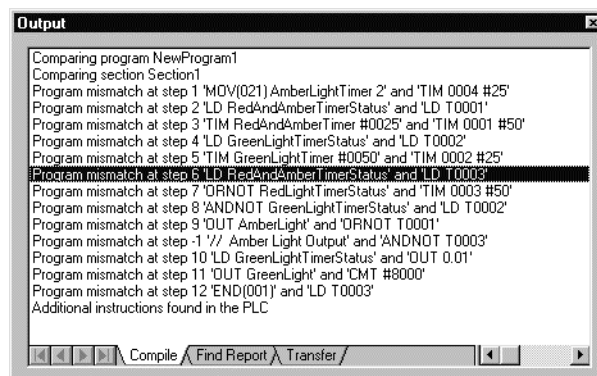 Output
Comparing program NewProgram1
Comparing section Section1
Program mismatch at step 1 'MOV(021) AmberLightTimer 2' and 'TIM 0004 #25'
Program mismatch at step 2 'LD RedAndAmberTimerStatus' and 'LD T0001'
Program mismatch at step 3 'TIM RedAndAmberTimer #0025' and 'TIM 0001 #50'
Program mismatch at step 4 'LD GreenLightTimerStatus' and 'LD T0002'
Program mismatch at step 5 'TIM GreenLightTimer #0050' and 'TIM 0002 #25'
Program mismatch at step 6 'LD RedAndAmberTimerStatus' and 'LD T0003'
Program mismatch at step 7 'ORNOT RedLightTimerStatus' and 'TIM 0003 #50'
Program mismatch at step 8 'ANDNOT GreenLightTimerStatus' and 'LD T0002'
Program mismatch at step 9 'OUT AmberLight' and 'ORNOT T0001'
Program mismatch at step -1 '// Amber Light Output' and 'ANDNOT T0003'
Program mismatch at step 10 'LD GreenLightTimerStatus' and 'OUT 0.01'
Program mismatch at step 11 'OUT GreenLight' and 'CMT #8000'
Program mismatch at step 12 'END(001)' and 'LD T0003'
Additional instructions found in the PLC
Compile Find Report Transfer